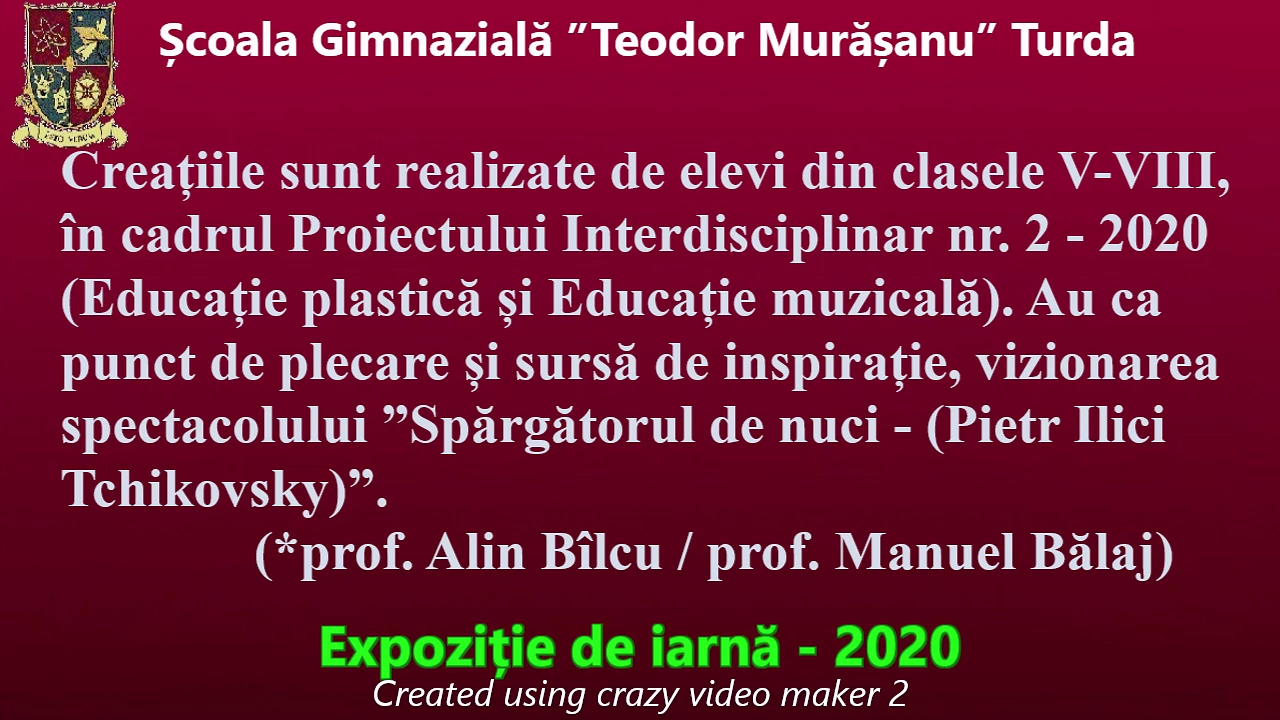 Școala Gimnazială ”Teodor Murășanu” Turda
Creațiile sunt realizate de elevi din clasele V-VIII,
în cadrul Proiectului Interdisciplinar nr. 2 - 2020
(Educație plastică și Educație muzicală). Au ca
punct de plecare și sursă de inspirație, vizionarea
spectacolului ”Spărgătorul de nuci - (Pietr Ilici
Tchikovsky)”.
(*prof. Alin Bîlcu / prof. Manuel Bălaj)
Expoziție de iarnă - 2020
Created using crazy video maker 2